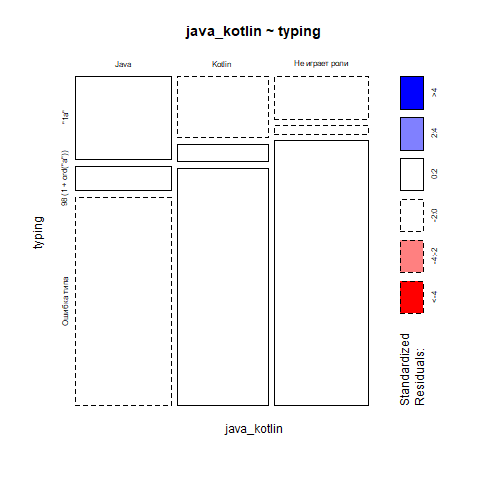 java_kotlin ~ typing
Java
Kotlin
Не играет роли
"1a"
98 (1 + ord("a"))
Ошибка типа
typing
java_kotlin
>4
2:4
0:2
-2:0
-4:-2
<-4
Standardized
Residuals: